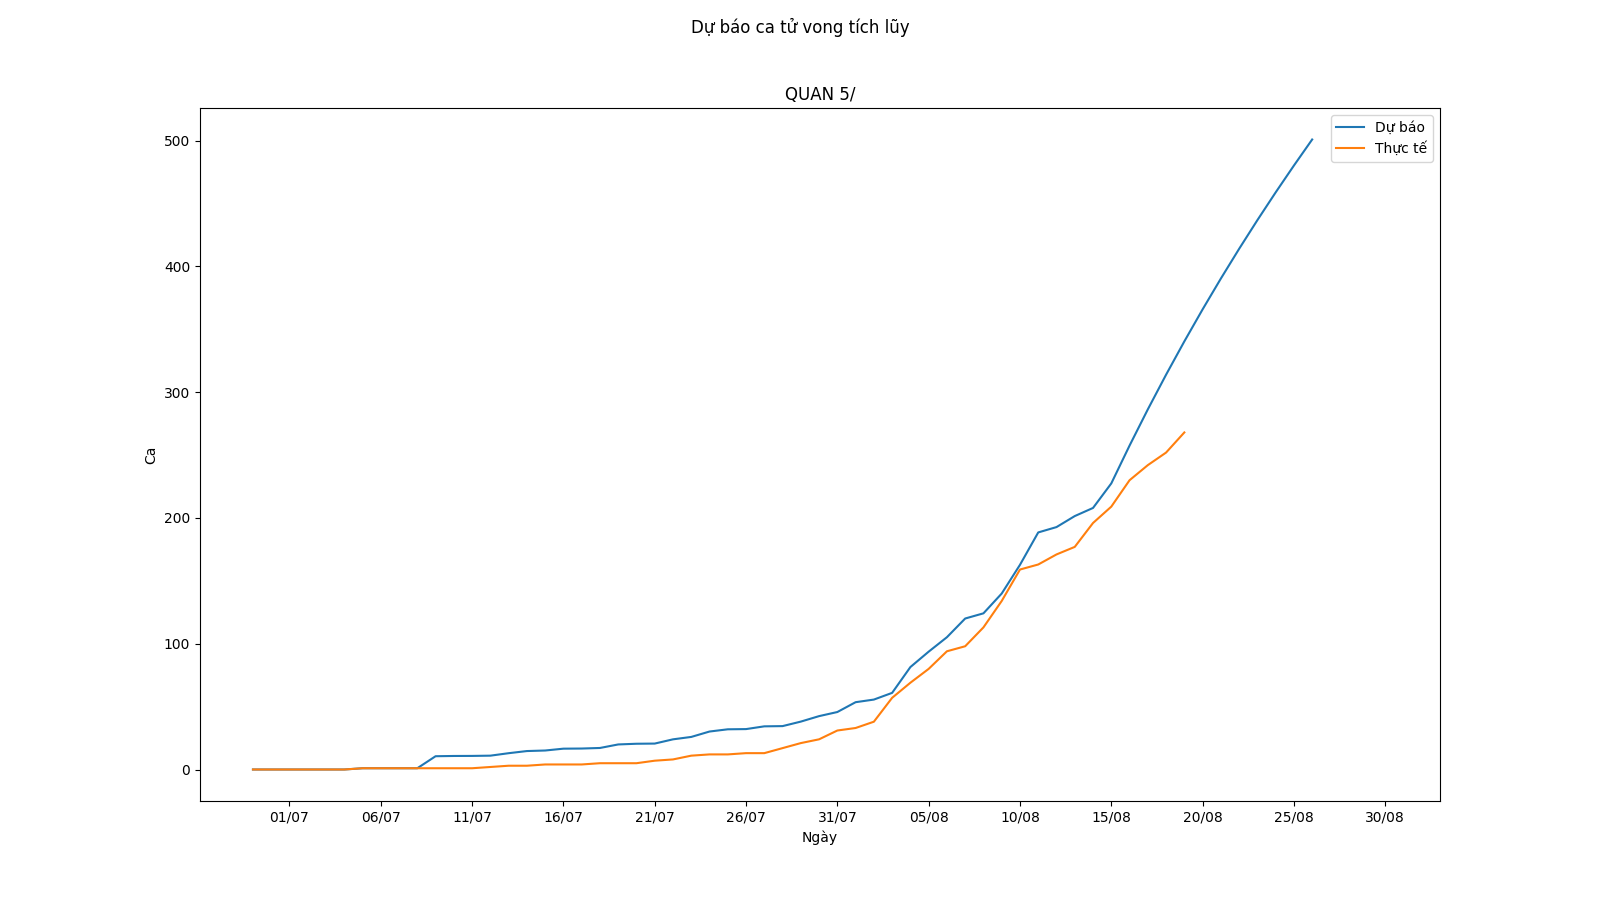 Dự báo ca tử vong tích lũy
QUAN 5/
Dự báo
Thực tế
500
400
300
200
100
0
Ca
01/07 06/07 11/07 16/07 21/07 26/07 31/07 05/08 10/08 15/08 20/08 25/08 30/08
Ngày